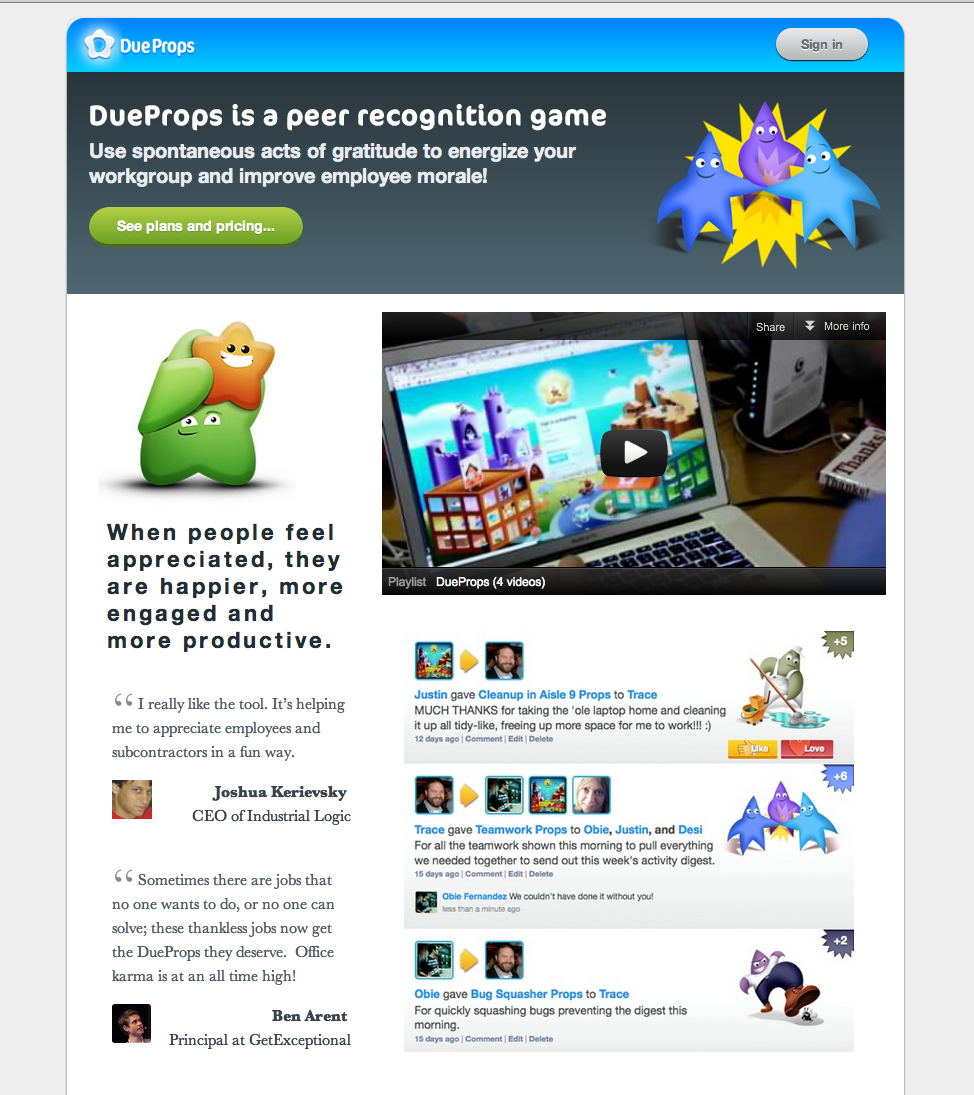 DueProps
Sign in
DueProps is a peer recognition game
Use spontaneous acts of gratitude to energize your
workgroup and improve employee morale!
See plans and pricing...
Share
More info
Thanks
Playlist DueProps (4 videos)
When people feel
appreciated, they
are happier, more
engaged and
more productive.
“ I really like the tool. It’s helping
me to appreciate employees and
subcontractors in a fun way.
Joshua Kerievsky
CEO of Industrial Logic
“ Sometimes there are jobs that
no one wants to do, or no one can
solve; these thankless jobs now get
the DueProps they deserve. Office
karma is at an all time high!
Ben Arent
Principal at GetExceptional
+5
Justin gave Cleanup in Aisle 9 Props to Trace
MUCH THANKS for taking the 'ole laptop home and cleaning
it up all tidy-like, freeing up more space for me to work!!! :)
12 days ago | Comment | Edit | Delete
Like
Love
+6
Trace gave Teamwork Props to Obie, Justin, and Desi
For all the teamwork shown this morning to pull everything
we needed together to send out this week's activity digest.
15 days ago | Comment | Edit | Delete
Obie Fernandez We couldn't have done it without you!
less than a minute ago
+2
Obie gave Bug Squasher Props to Trace
For quickly squashing bugs preventing the digest this
morning.
15 days ago | Comment | Edit | Delete